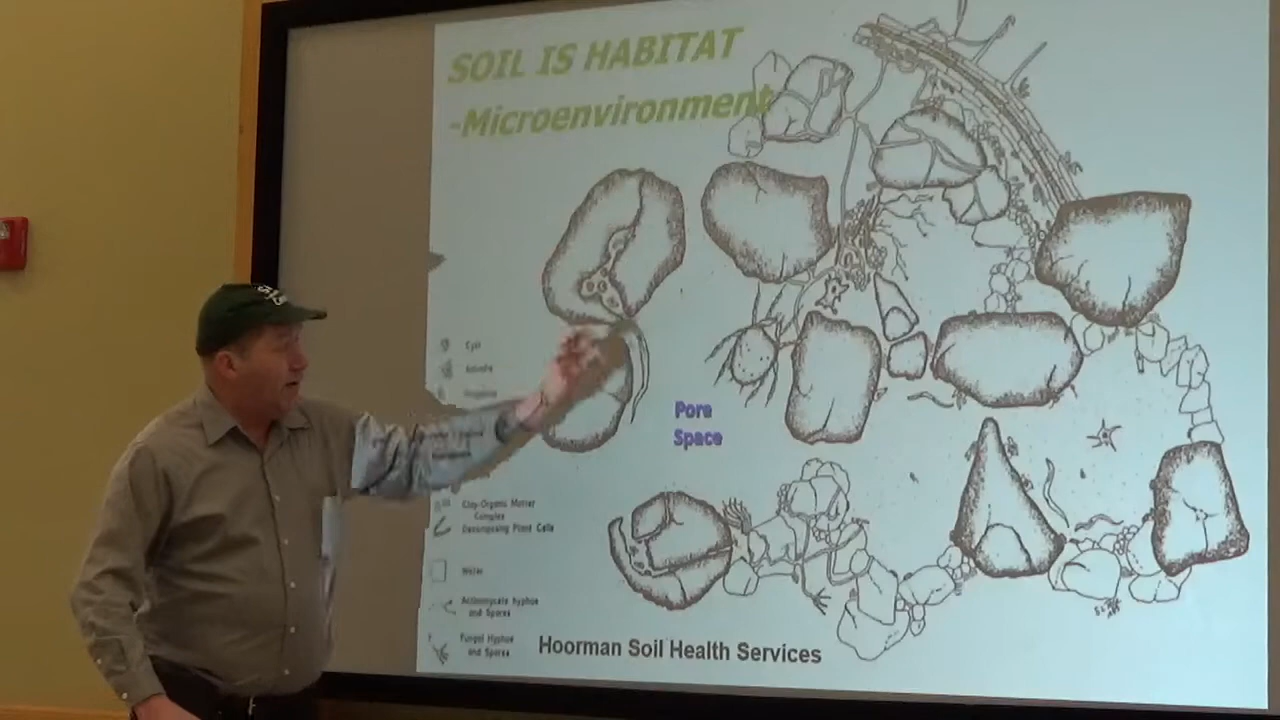 SOIL IS HABITAT
-Microenvironment
Pore
Space
Cyst
Clay-Organic Matter
Complex
Decomposing Plant Cells
Water
Actinomycete hyphae
and Spores
Fungal Hyphae
and Spores
Hoorman Soil Health Services